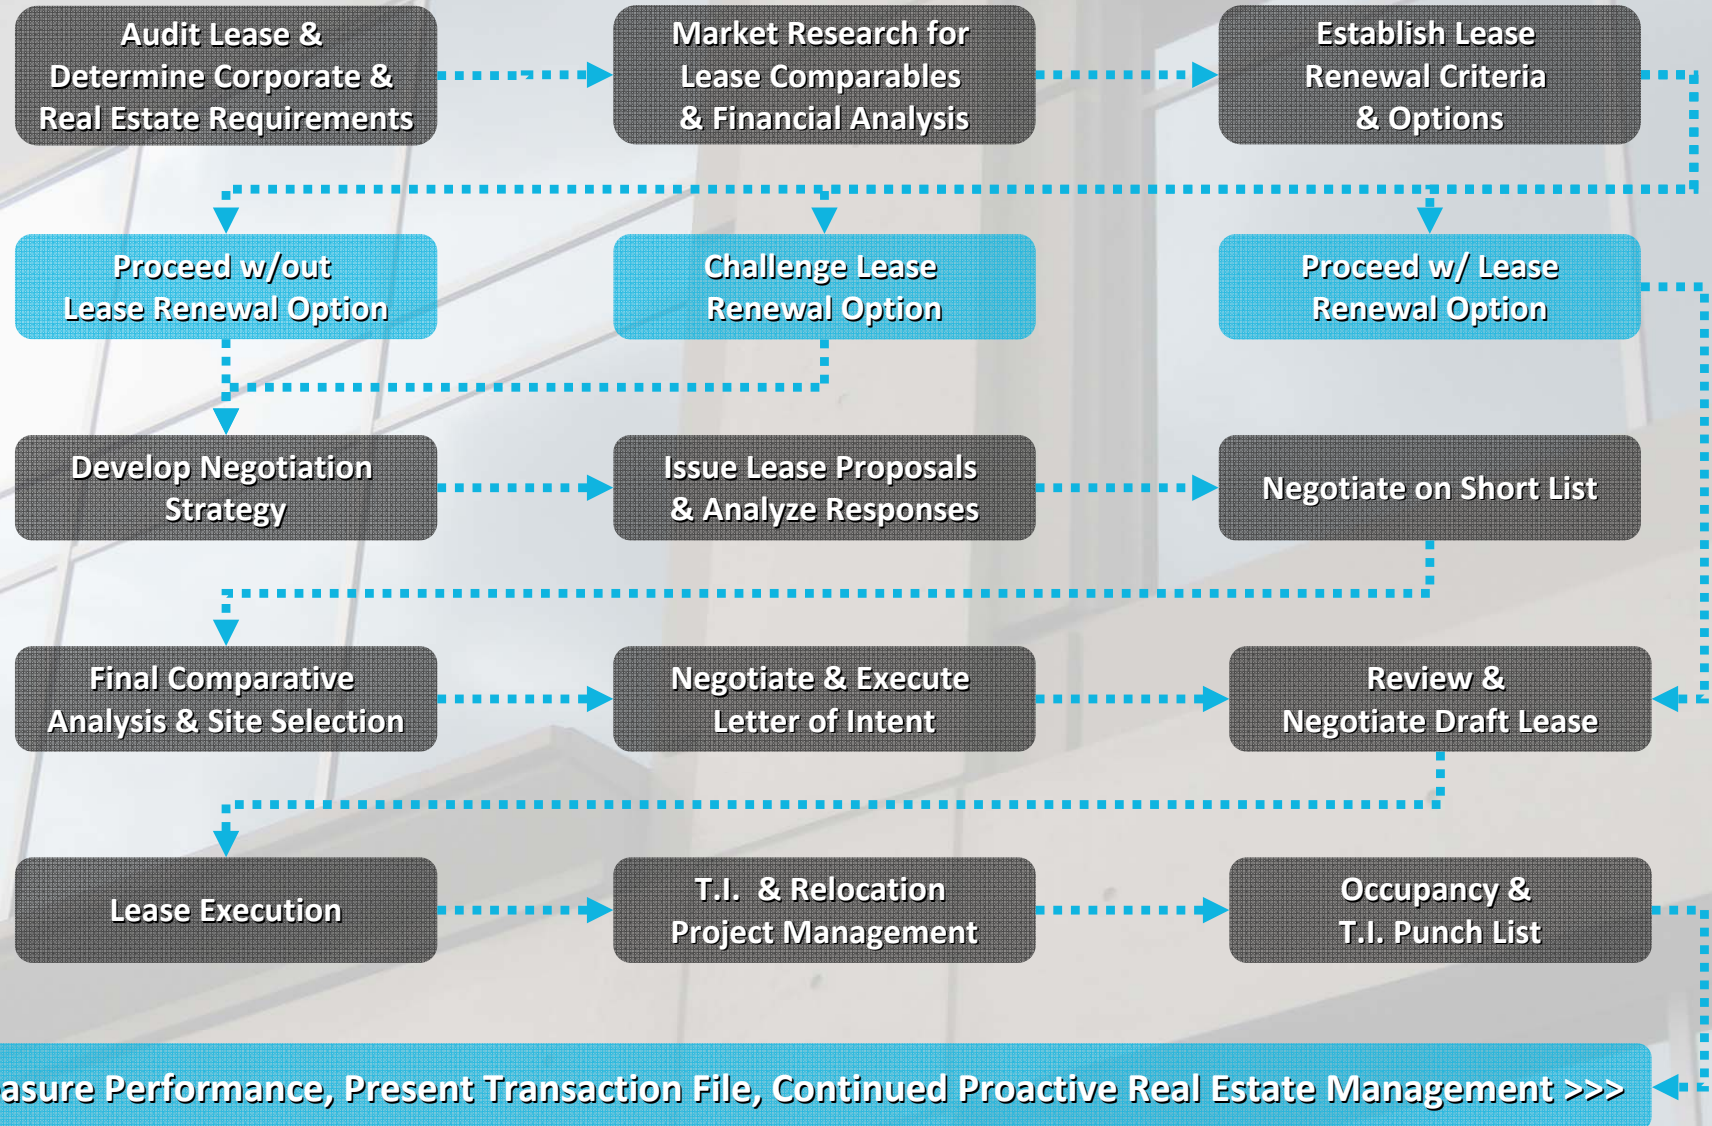 Audit Lease &
Determine Corporate &
Real Estate Requirements
Market Research for
Lease Comparables
& Financial Analysis
Establish Lease
Renewal Criteria
& Options
Proceed w/out
Lease Renewal Option
Challenge Lease
Renewal Option
Proceed w/ Lease
Renewal Option
Develop Negotiation
Strategy
Issue Lease Proposals
& Analyze Responses
Negotiate on Short List
Final Comparative
Analysis & Site Selection
Negotiate & Execute
Letter of Intent
Review &
Negotiate Draft Lease
Lease Execution
T.I. & Relocation
Project Management
Occupancy &
T.I. Punch List
asure Performance, Present Transaction File, Continued Proactive Real Estate Management >>>